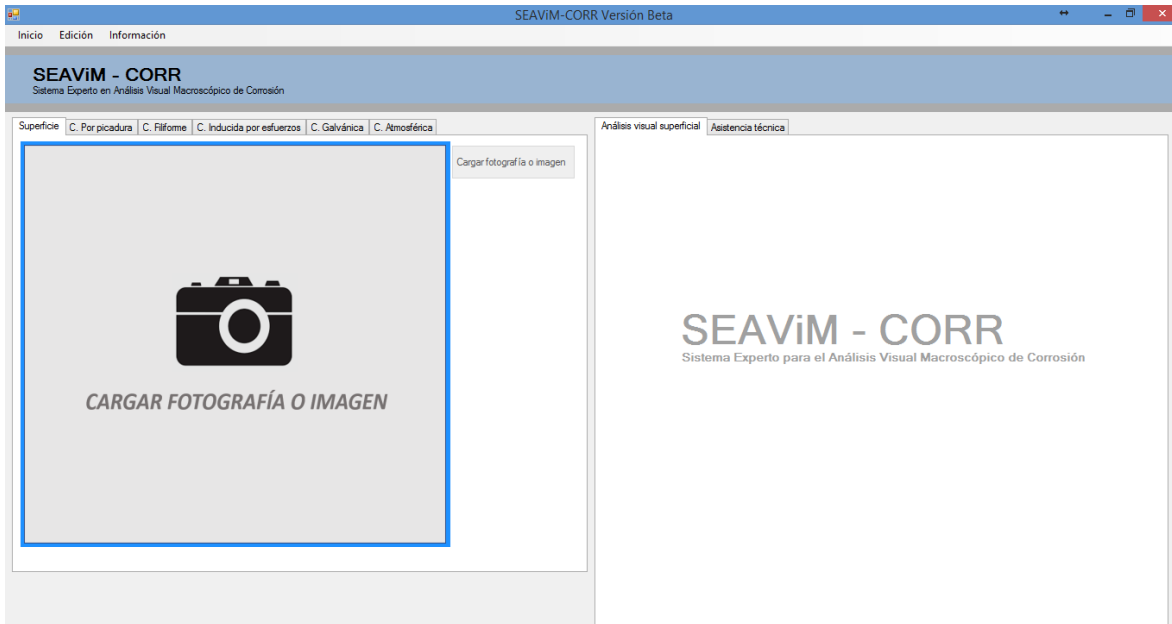 SEAViM-CORR Versión Beta
Inicio Edición Información
SEAViM - CORR
Sistema Experto en Análisis Visual Macroscópico de Corrosión
Superficie C. Por picadura C. Filiforme C. Inducida por esfuerzos C. Galvánica C. Atmosférica
Cargar fotografía o imagen
CARGAR FOTOGRAFÍA O IMAGEN
Análisis visual superficial Asistencia técnica
SEAViM - CORR
Sistema Experto para el Análisis Visual Macroscópico de Corrosión